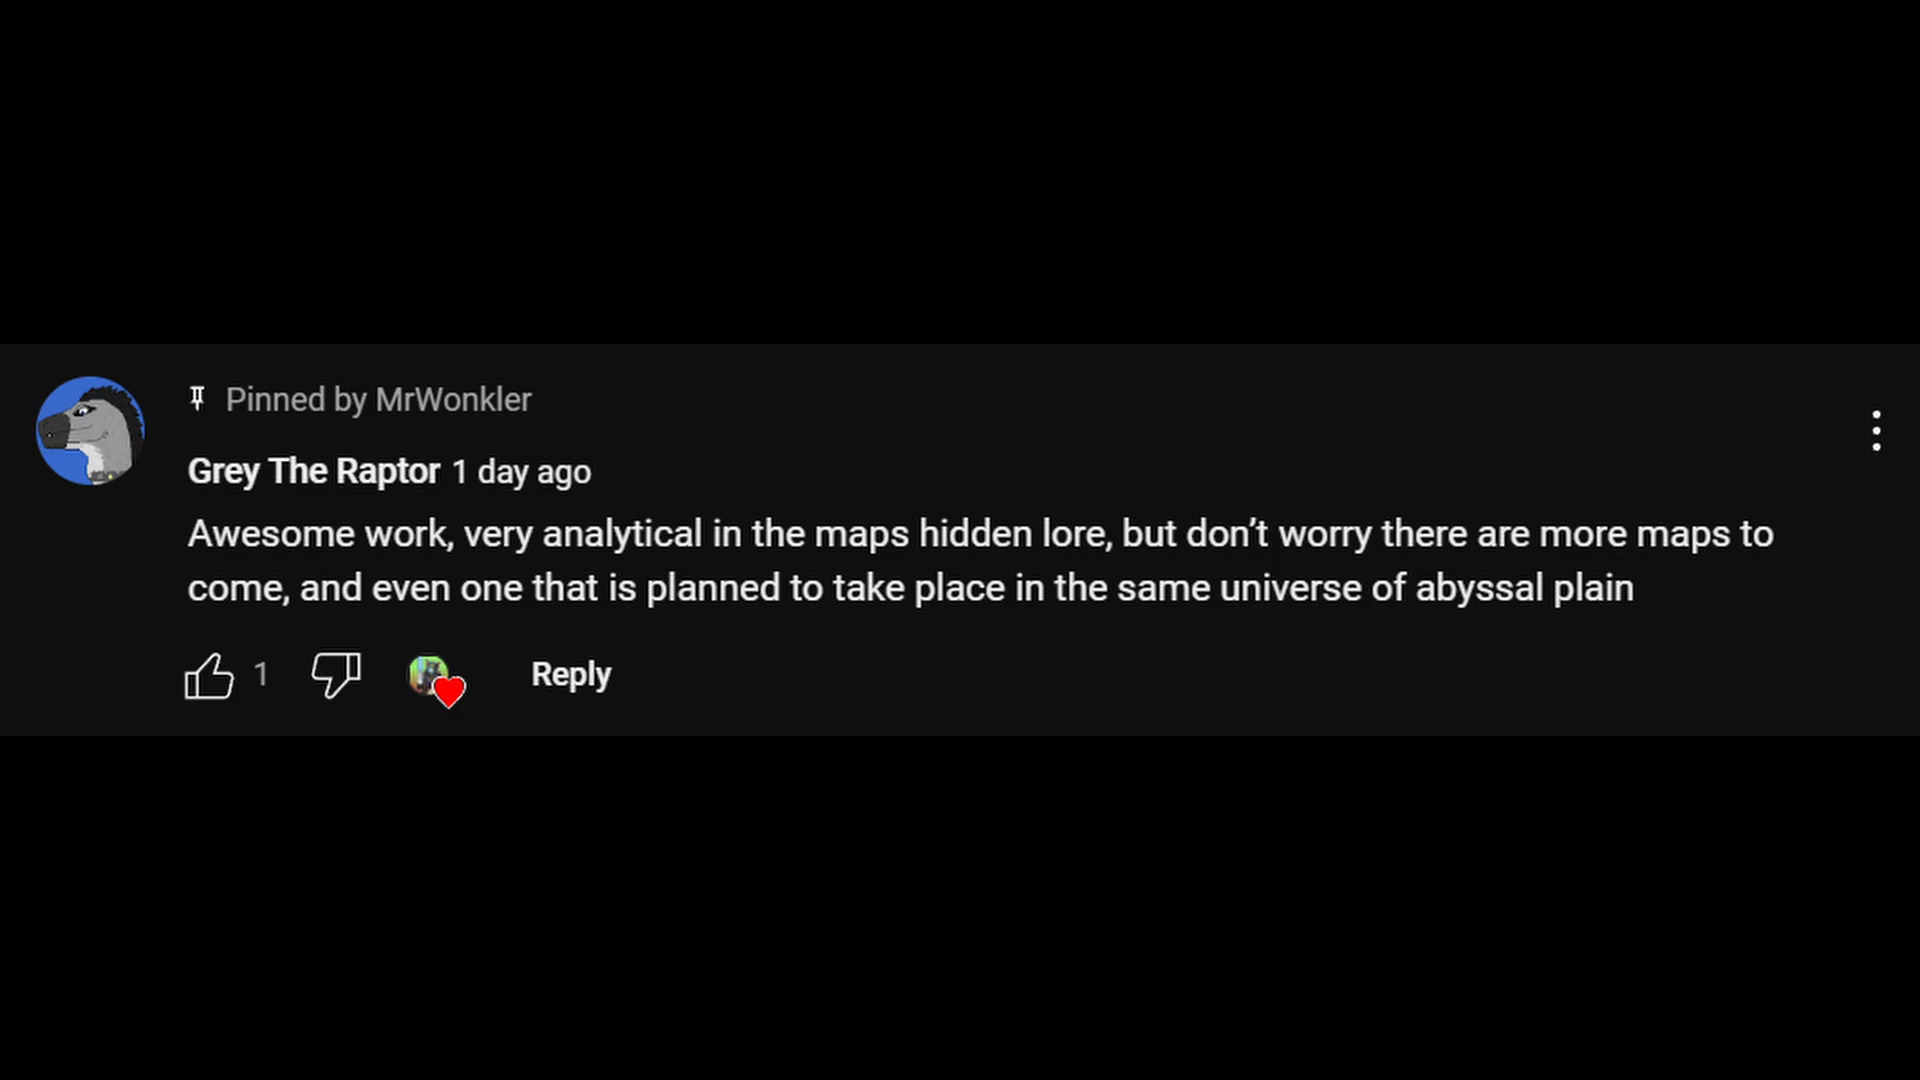 Pinned by MrWonkler
Grey The Raptor 1 day ago
Awesome work, very analytical in the maps hidden lore, but don’t worry there are more maps to
come, and even one that is planned to take place in the same universe of abyssal plain
1 Reply